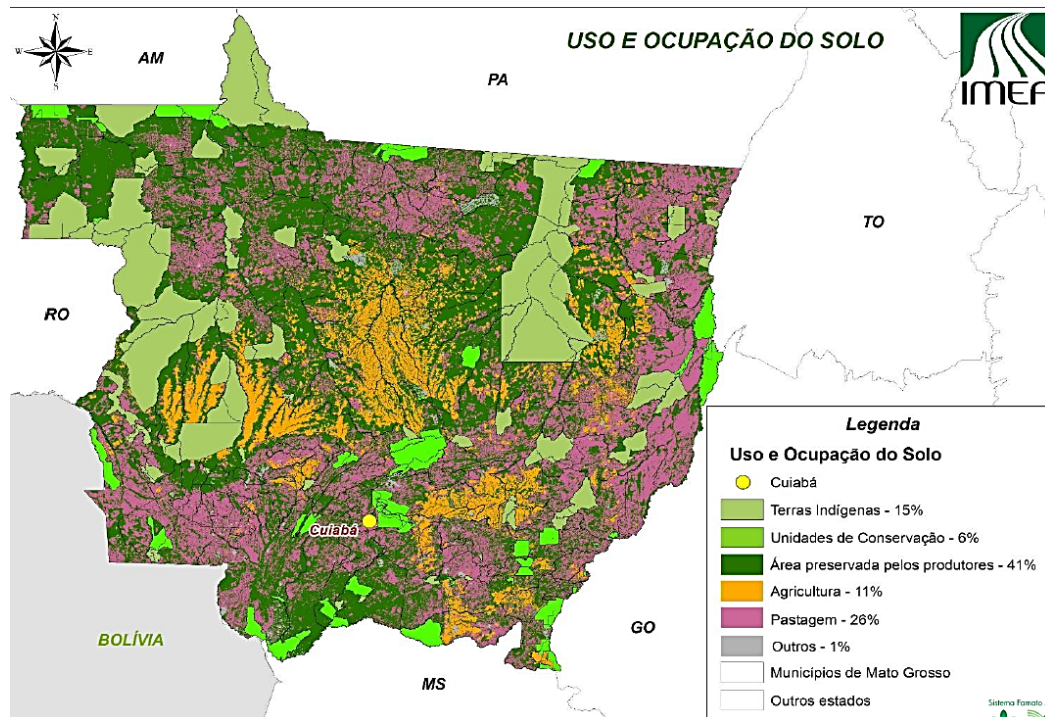 USO E OCUPAÇÃO DO SOLO
IMEA
N
W
E
S
AM
PA
TO
RO
Cuiabá
BOLÍVIA
MS
GO
Legenda
Uso e Ocupação do Solo
Cuiabá
Terras Indígenas - 15%
Unidades de Conservação - 6%
Área preservada pelos produtores - 41%
Agricultura - 11%
Pastagem - 26%
Outros - 1%
Municípios de Mato Grosso
Outros estados
Sistema Famato